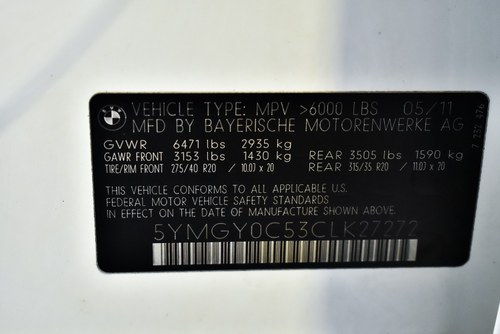 VEHICLE TYPE: MPV >6000 LBS 05/11
MFD BY BAYERISCHE MOTORENWERKE AG
GVWR 6471 lbs 2935 kg
GAWR FRONT 3153 lbs 1430 kg REAR 3505 lbs 1590 kg
TIRE/RIM FRONT 275/40 R20 / 10.0J x 20 REAR 315/35 R20 / 11.0J x 20
THIS VEHICLE CONFORMS TO ALL APPLICABLE U.S.
FEDERAL MOTOR VEHICLE SAFETY STANDARDS
IN EFFECT ON THE DATE OF MANUFACTURE SHOWN ABOVE.
5YMGY0C53CLK27272